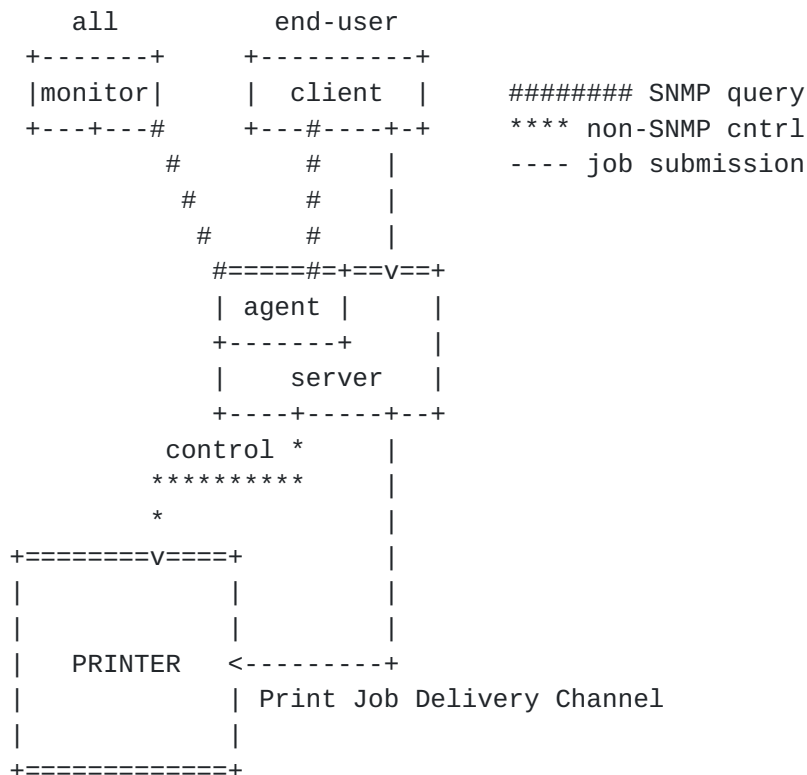 all end-user
monitor client ######## SNMP query
**** non-SNMP cntrl
---- job submission
agent
server
control
PRINTER
Print Job Delivery Channel